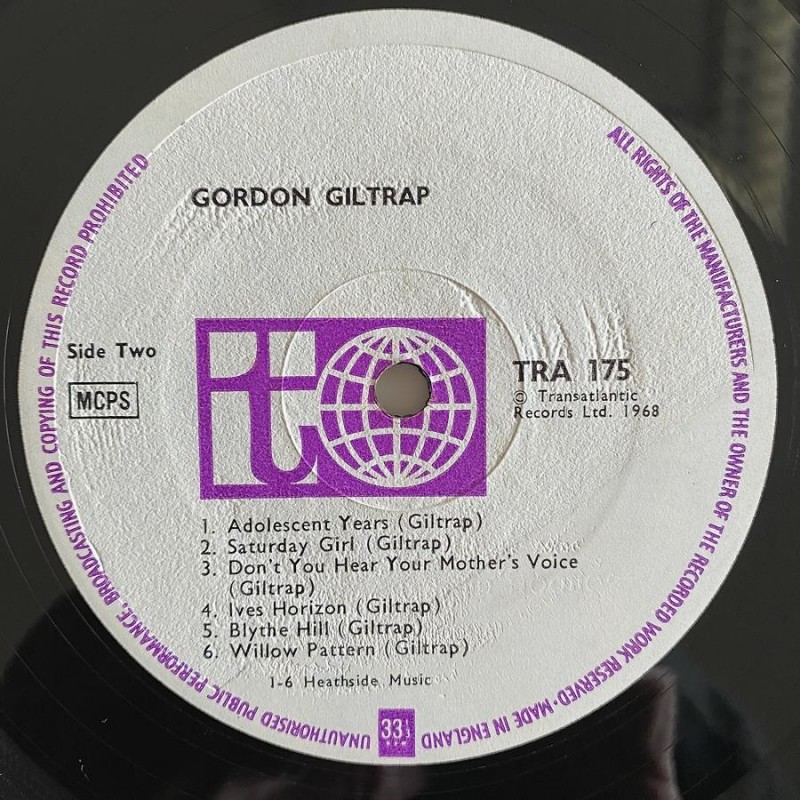 GORDON GILTRAP
Side Two
MCPS
it
TRA 175
© Transatlantic
Records Ltd. 1968
1. Adolescent Years (Giltrap)
2. Saturday Girl (Giltrap)
3. Don't You Hear Your Mother's Voice
(Giltrap)
4. Ives Horizon (Giltrap)
5. Blythe Hill (Giltrap)
6. Willow Pattern (Giltrap)
1-6 Heathside Music
33⅓
ALL RIGHTS OF THE MANUFACTURERS AND THE OWNER OF THE RECORDED WORK RESERVED·MADE IN ENGLAND
UNAUTHORISED PUBLIC PERFORMANCE, BROADCASTING AND COPYING OF THIS RECORD PROHIBITED